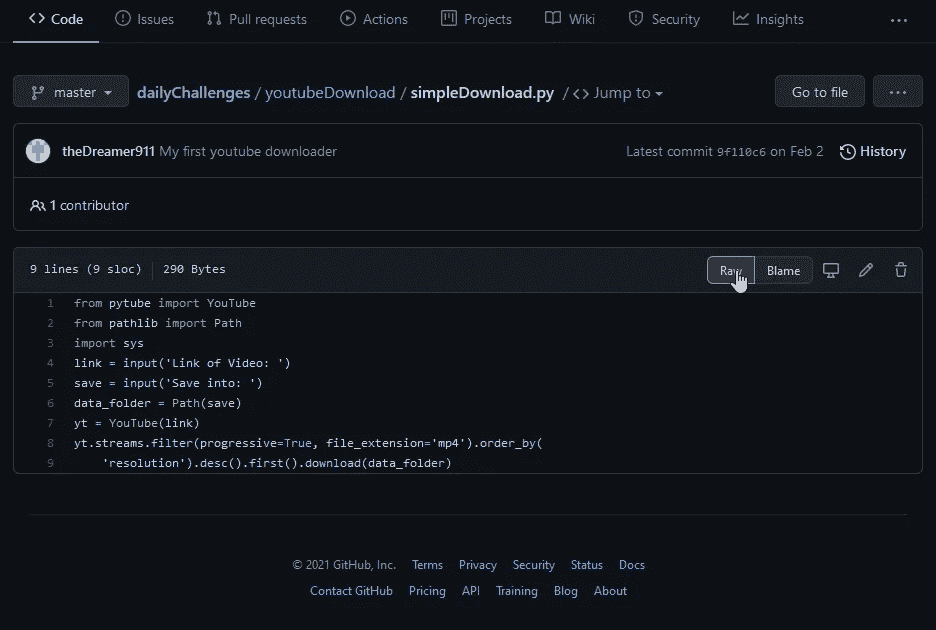 Code Issues Pull requests Actions Projects Wiki Security Insights ...
master dailyChallenges / youtubeDownload / simpleDownload.py / <> Jump to Go to file ...
theDreamer911 My first youtube downloader Latest commit 9f110c6 on Feb 2 History
1 contributor
9 lines (9 sloc) 290 Bytes Raw Blame
1 from pytube import YouTube
2 from pathlib import Path
3 import sys
4 link = input('Link of Video: ')
5 save = input('Save into: ')
6 data_folder = Path(save)
7 yt = YouTube(link)
8 yt.streams.filter(progressive=True, file_extension='mp4').order_by(
9 'resolution').desc().first().download(data_folder)
© 2021 GitHub, Inc. Terms Privacy Security Status Docs
Contact GitHub Pricing API Training Blog About